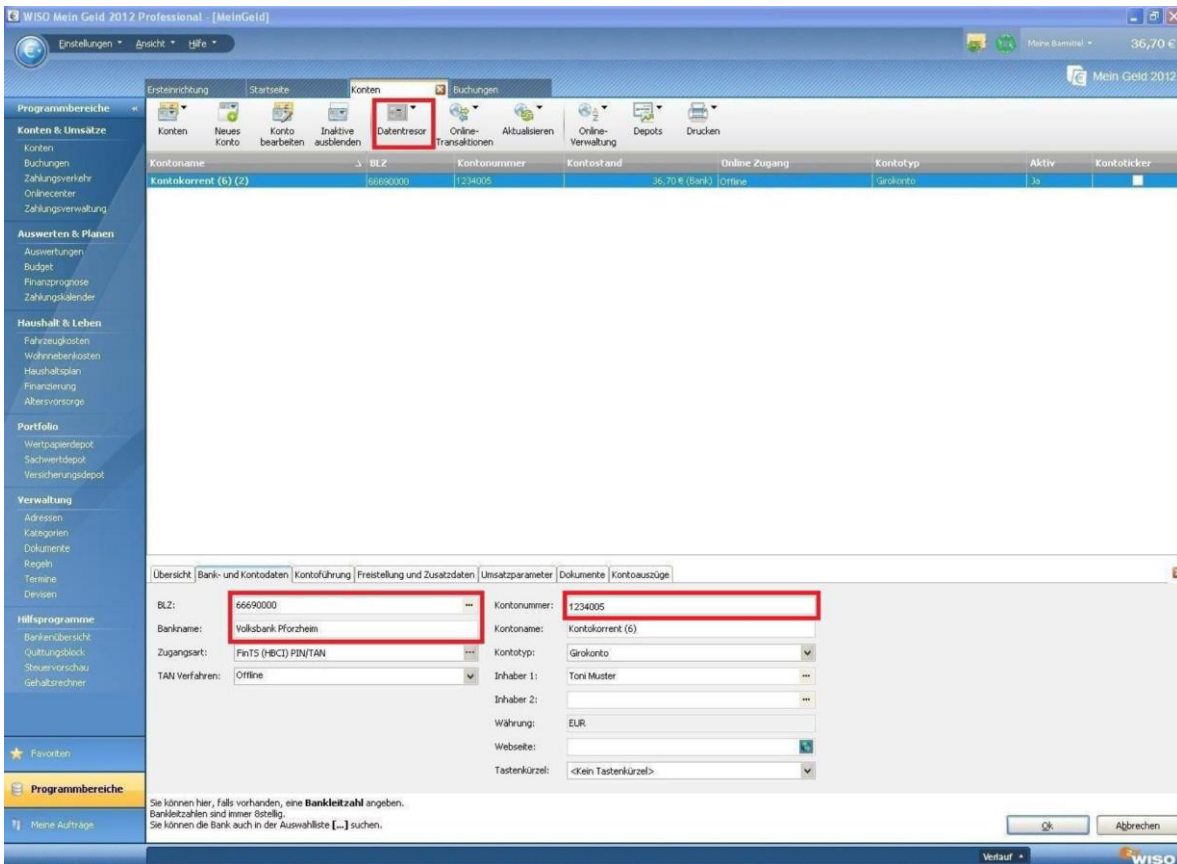 WISO Mein Geld 2012 Professional - [MeinGeld]
Einstellungen Ansicht Hilfe
Meine Barmittel 36,70 €
Mein Geld 2012
Ersteinrichtung Startseite Konten Buchungen
Programmbereiche
Konten Neues Konto Konto bearbeiten Inaktive ausblenden Datentresor Online-Transaktionen Aktualisieren Online-Verwaltung Depots Drucken
Konten & Umsätze
Konten
Buchungen
Zahlungsverkehr
Onlinecenter
Zahlungsverwaltung
Kontoname BLZ Kontonummer Kontostand Online Zugang Kontotyp Aktiv Kontoticker
Kontokorrent (6) (2) 66690000 1234005 36,70 € (Bank) Offline Girokonto Ja
Auswerten & Planen
Auswertungen
Budget
Finanzprognose
Zahlungskalender
Haushalt & Leben
Fahrzeugkosten
Wohnnebenkosten
Haushaltsplan
Finanzierung
Altersvorsorge
Portfolio
Wertpapierdepot
Sachwertdepot
Versicherungsdepot
Verwaltung
Adressen
Kategorien
Dokumente
Regeln
Termine
Devisen
Hilfsprogramme
Bankenübersicht
Quittungsblock
Steuervorschau
Gehaltsrechner
Favoriten
Programmbereiche
Meine Aufträge
Übersicht Bank- und Kontodaten Kontoführung Freistellung und Zusatzdaten Umsatzparameter Dokumente Kontoauszüge
BLZ: 66690000 ... Kontonummer: 1234005
Bankname: Volksbank Pforzheim Kontoname: Kontokorrent (6)
Zugangsart: FinTS (HBCI) PIN/TAN ... Kontotyp: Girokonto
TAN Verfahren: Offline Inhaber 1: Toni Muster ...
Inhaber 2: ...
Währung: EUR
Webseite:
Tastenkürzel: <Kein Tastenkürzel>
Sie können hier, falls vorhanden, eine Bankleitzahl angeben.
Bankleitzahlen sind immer 8stellig.
Sie können die Bank auch in der Auswahlliste [...] suchen.
Ok Abbrechen
Verlauf
WISO